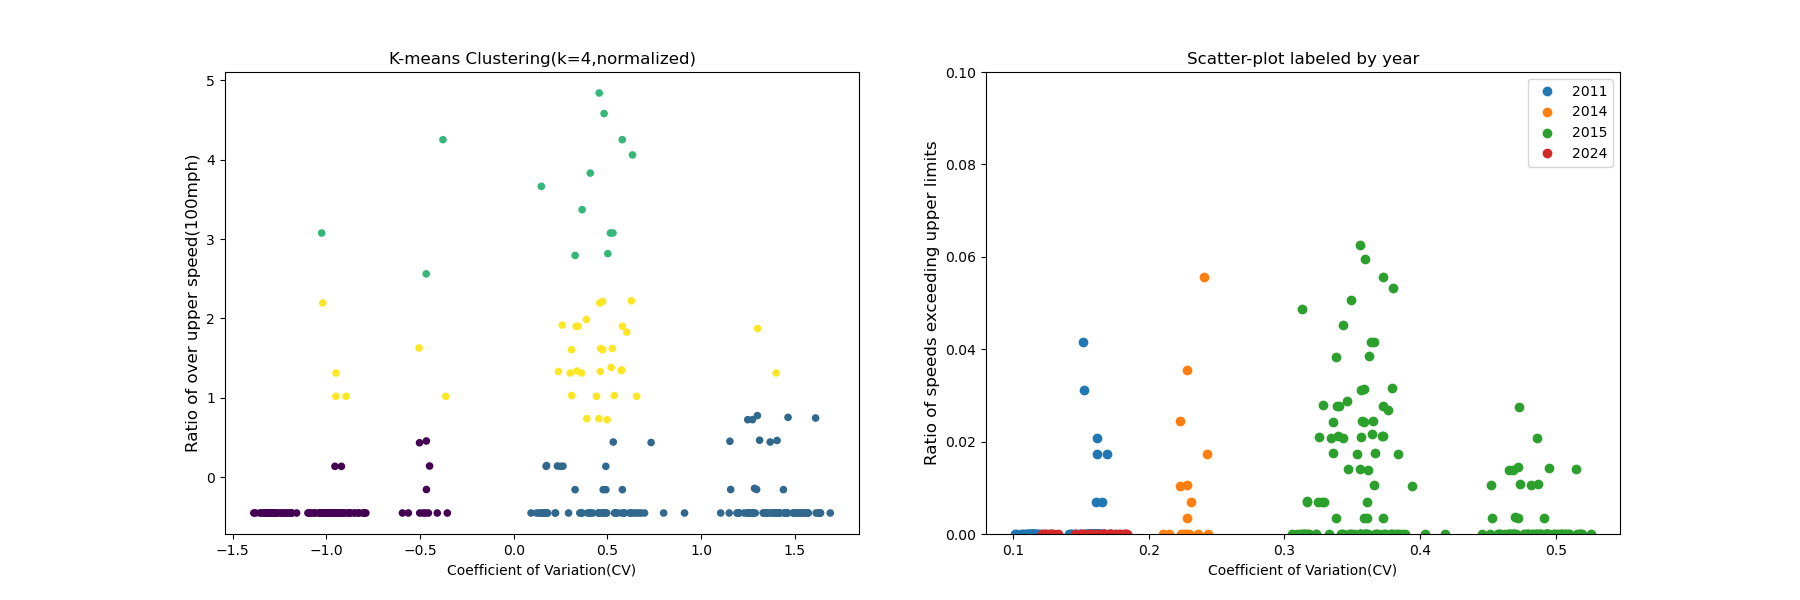 K-means Clustering(k=4,normalized)
Ratio of over upper speed(100mph)
5
4
3
2
1
0
−1.5 −1.0 −0.5 0.0 0.5 1.0 1.5
Coefficient of Variation(CV)
Scatter-plot labeled by year
Ratio of speeds exceeding upper limits
0.10
0.08
0.06
0.04
0.02
0.00
0.1 0.2 0.3 0.4 0.5
Coefficient of Variation(CV)
2011
2014
2015
2024